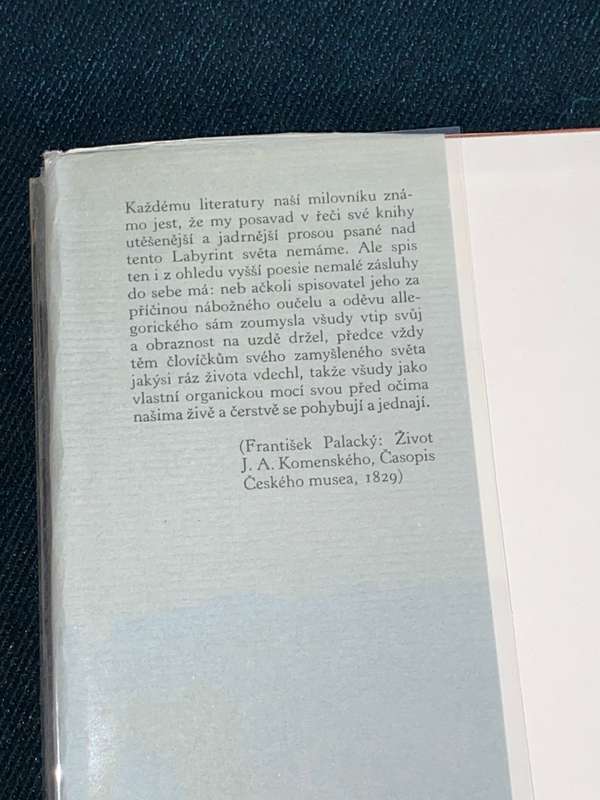 Každému literatury naší milovníku zná-
mo jest, že my posavad v řeči své knihy
utěšenější a jadrnější prosou psané nad
tento Labyrint světa nemáme. Ale spis
ten i z ohledu vyšší poesie nemalé zásluhy
do sebe má: neb ačkoli spisovatel jeho za
příčinou nábožného oučelu a oděvu alle-
gorického sám zoumysla všudy vtip svůj
a obraznost na uzdě držel, předce vždy
těm človíčkům svého zamyšleného světa
jakýsi ráz života vdechl, takže všudy jako
vlastní organickou mocí svou před očima
našima živě a čerstvě se pohybují a jednají.
(František Palacký: Život
J. A. Komenského, Časopis
Českého musea, 1829)